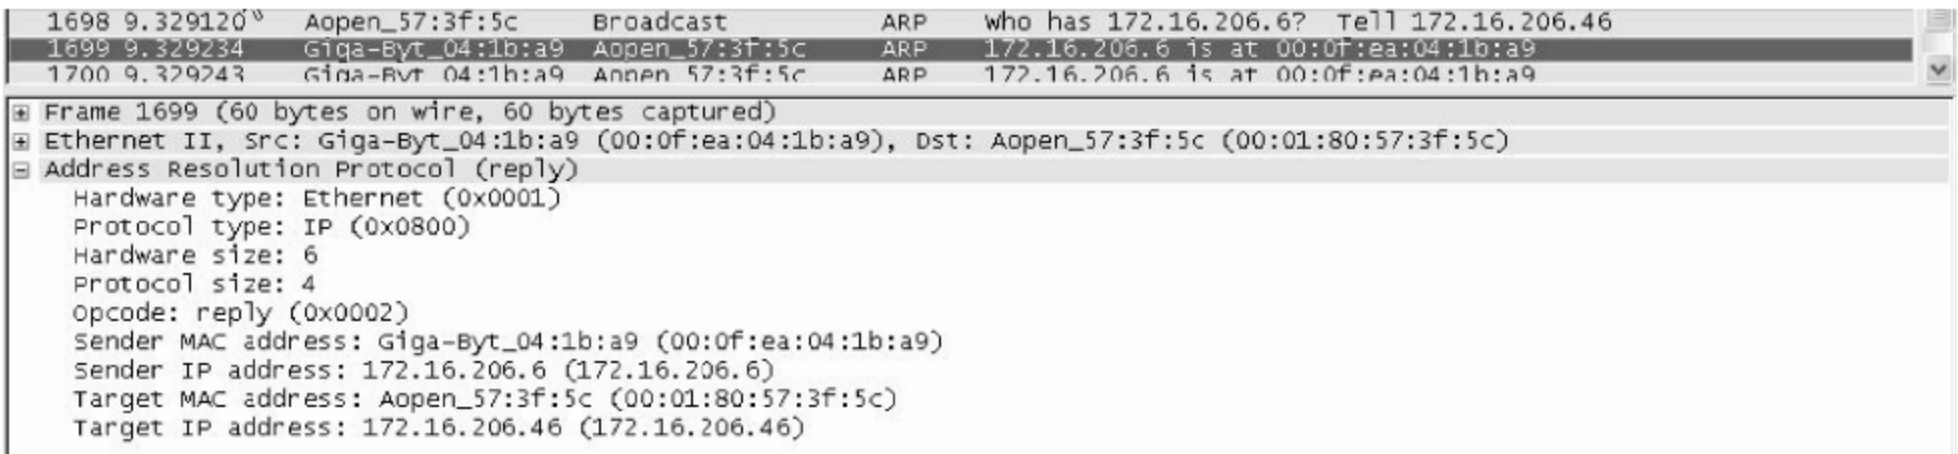 1698 9.329120 Aopen_57:3f:5c Broadcast ARP Who has 172.16.206.6? Tell 172.16.206.46
1699 9.329234 Giga-Byt_04:1b:a9 Aopen_57:3f:5c ARP 172.16.206.6 is at 00:0f:ea:04:1b:a9
1700 9.329243 Giga-Byt_04:1b:a9 Aopen_57:3f:5c ARP 172.16.206.6 is at 00:0f:ea:04:1b:a9
Frame 1699 (60 bytes on wire, 60 bytes captured)
Ethernet II, Src: Giga-Byt_04:1b:a9 (00:0f:ea:04:1b:a9), Dst: Aopen_57:3f:5c (00:01:80:57:3f:5c)
Address Resolution Protocol (reply)
Hardware type: Ethernet (0x0001)
Protocol type: IP (0x0800)
Hardware size: 6
Protocol size: 4
Opcode: reply (0x0002)
Sender MAC address: Giga-Byt_04:1b:a9 (00:0f:ea:04:1b:a9)
Sender IP address: 172.16.206.6 (172.16.206.6)
Target MAC address: Aopen_57:3f:5c (00:01:80:57:3f:5c)
Target IP address: 172.16.206.46 (172.16.206.46)